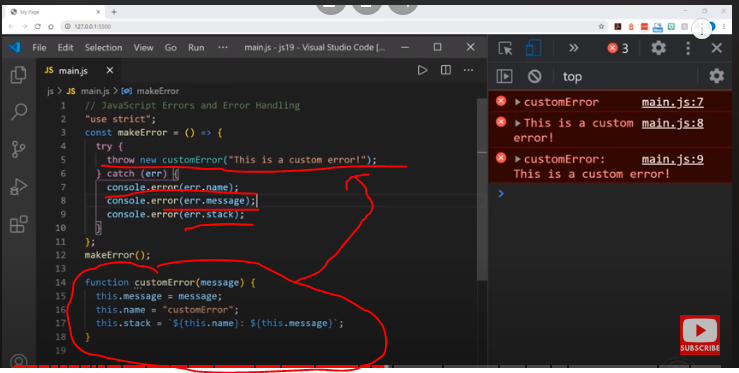 My Page
127.0.0.1:5500
File Edit Selection View Go Run ··· main.js - js19 - Visual Studio Code [...
JS main.js
js > JS main.js > makeError
1 // JavaScript Errors and Error Handling
2 "use strict";
3 const makeError = () => {
4 try {
5 throw new customError("This is a custom error!");
6 } catch (err) {
7 console.error(err.name);
8 console.error(err.message);
9 console.error(err.stack);
10 }
11 };
12 makeError();
13
14 function customError(message) {
15 this.message = message;
16 this.name = "customError";
17 this.stack = `${this.name}: ${this.message}`;
18 }
19
3
top
customError main.js:7
This is a custom main.js:8
error!
customError: main.js:9
This is a custom error!
SUBSCRIBE